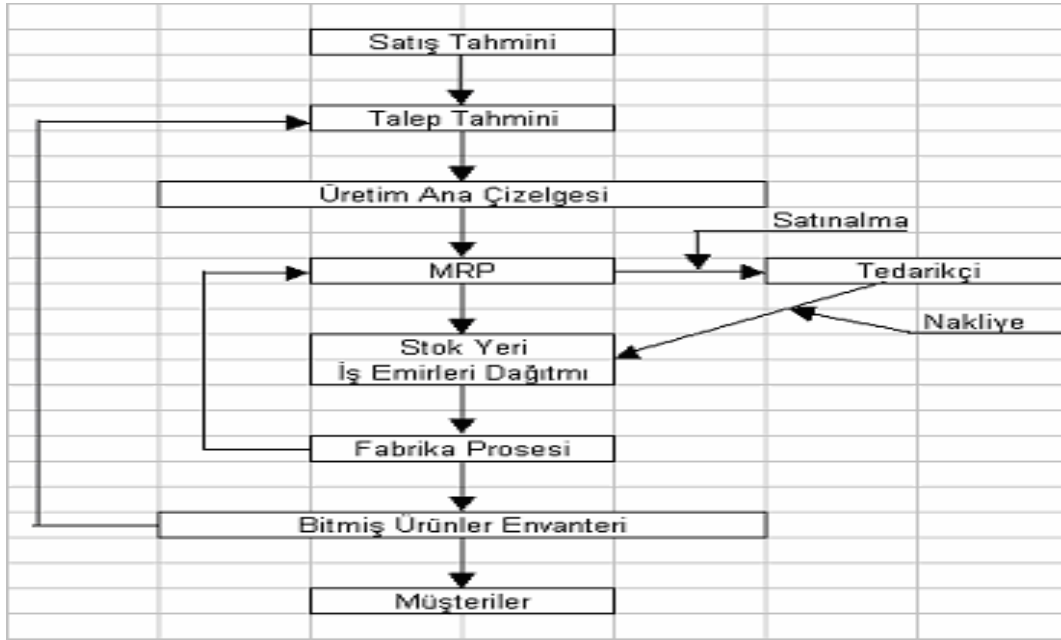 Satış Tahmini
Talep Tahmini
Üretim Ana Çizelgesi
Satınalma
MRP
Tedarikçi
Nakliye
Stok Yeri
İş Emirleri Dağıtmı
Fabrika Prosesi
Bitmiş Ürünler Envanteri
Müşteriler